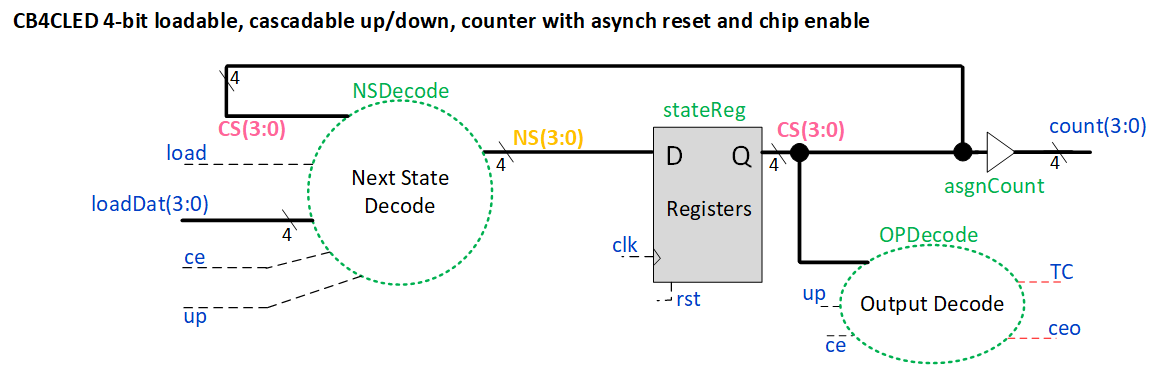 CB4CLED 4-bit loadable, cascadable up/down, counter with asynch reset and chip enable
4
NSDecode
CS(3:0)
load
loadDat(3:0)
4
ce
up
Next State
Decode
NS(3:0)
4
stateReg
D
Q
Registers
clk
rst
CS(3:0)
4
count(3:0)
4
asgnCount
OPDecode
up
ce
Output Decode
TC
ceo